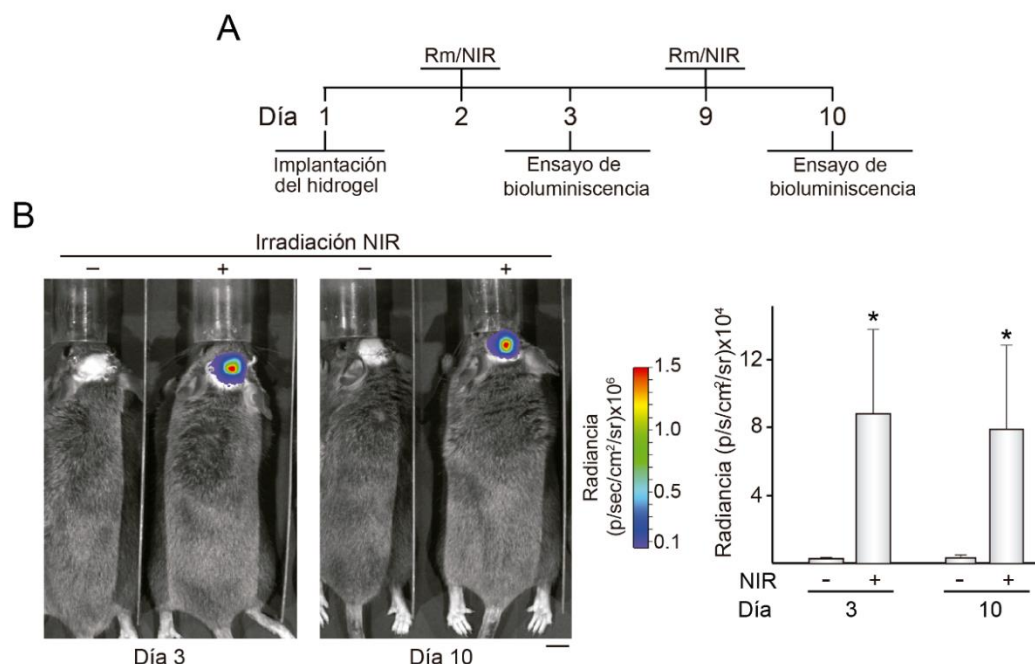 A
Rm/NIR Rm/NIR
Día 1 2 3 9 10
Implantación Ensayo de Ensayo de
del hidrogel bioluminiscencia bioluminiscencia
B
Irradiación NIR
– + – +
Día 3 Día 10
Radiancia
(p/sec/cm²/sr)x10⁶
1.5
1.0
0.5
0.1
Radiancia (p/s/cm²/sr)x10⁴
12
8
4
* *
NIR - + - +
Día 3 10